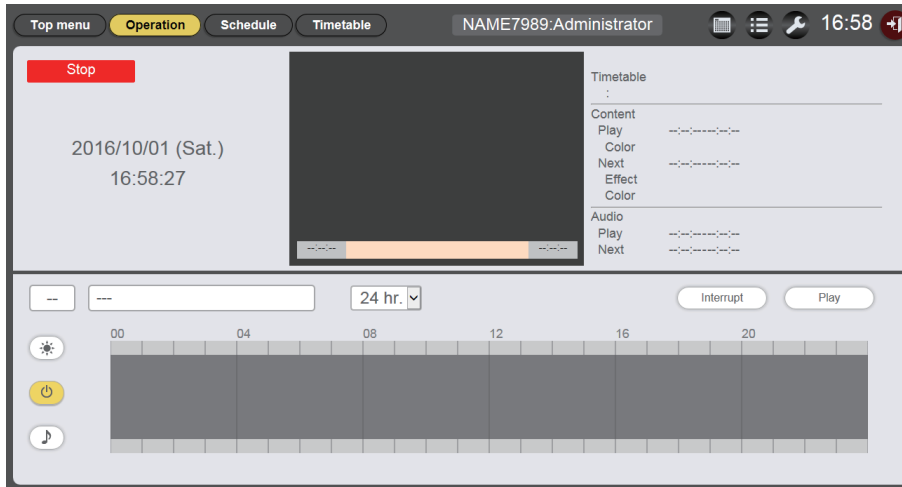 Top menu Operation Schedule Timetable NAME7989:Administrator 16:58
Stop
2016/10/01 (Sat.)
16:58:27
--:--:-- --:--:--
Timetable
:
Content
Play --:--:-----:--:--
Color
Next --:--:-----:--:--
Effect
Color
Audio
Play --:--:-----:--:--
Next --:--:-----:--:--
-- --- 24 hr. Interrupt Play
00 04 08 12 16 20